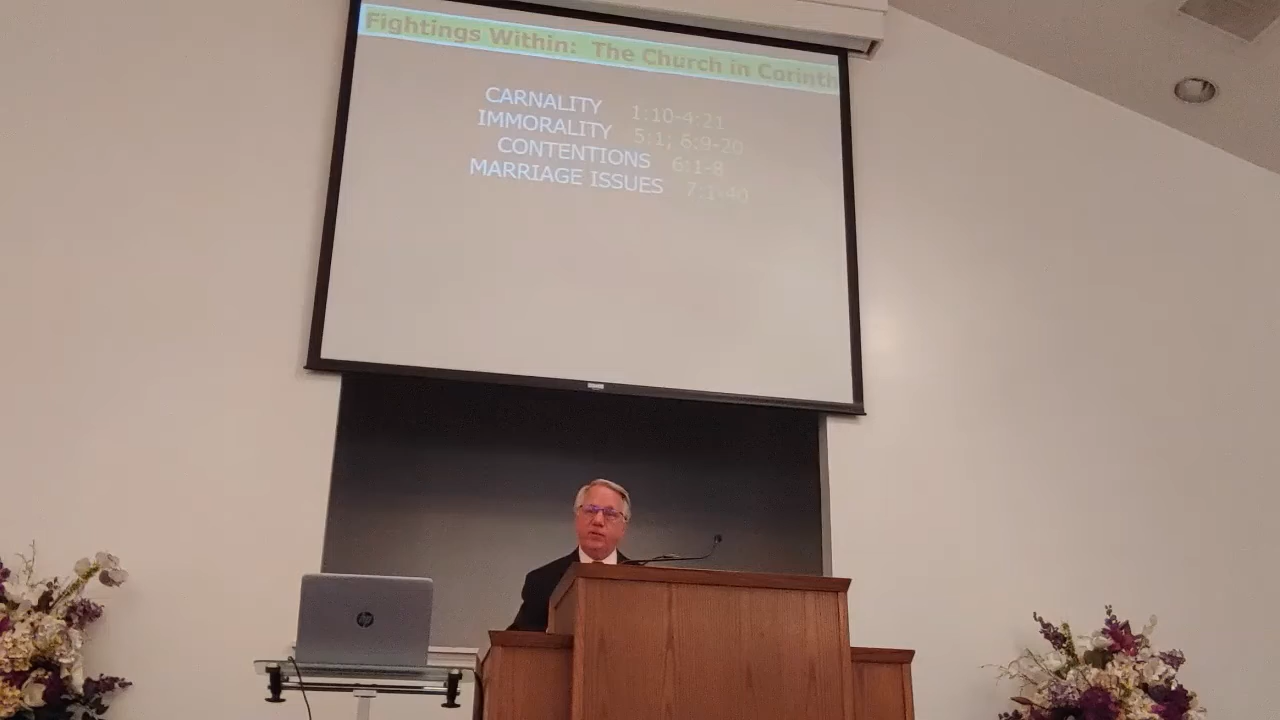 Fightings Within: The Church in Corinth
CARNALITY 1:10-4:21
IMMORALITY 5:1; 6:9-20
CONTENTIONS 6:1-8
MARRIAGE ISSUES 7:1-40
hp